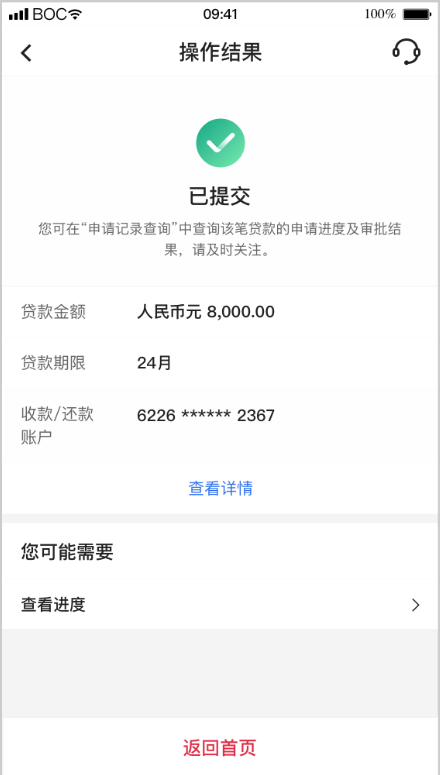 BOC 09:41 100%
操作结果
已提交
您可在“申请记录查询”中查询该笔贷款的申请进度及审批结
果，请及时关注。
贷款金额 人民币元 8,000.00
贷款期限 24月
收款/还款 6226 ****** 2367
账户
查看详情
您可能需要
查看进度
返回首页